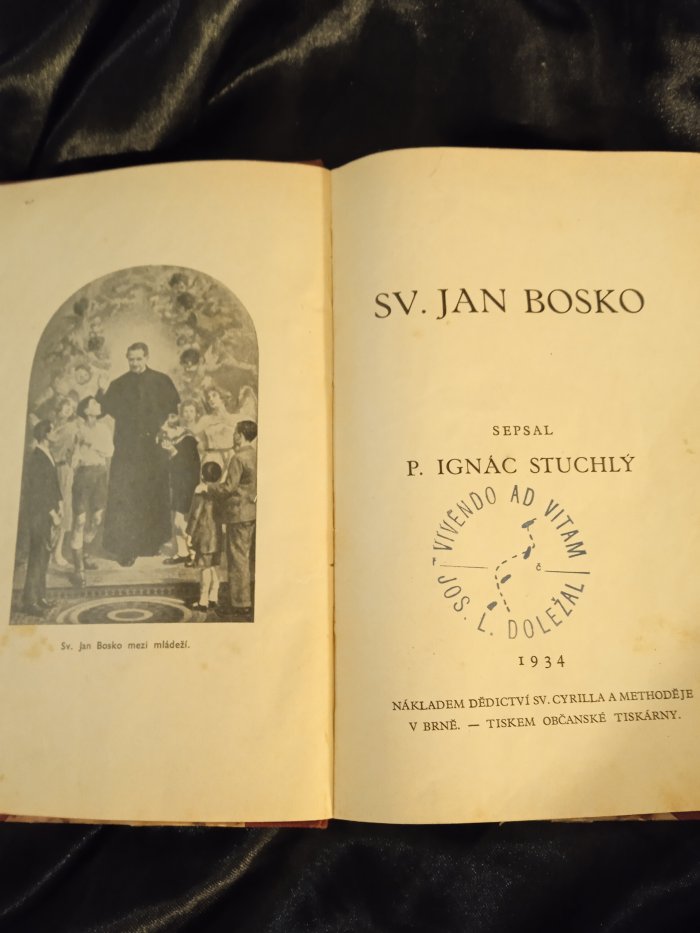 Sv. Jan Bosko mezi mládeží.
SV. JAN BOSKO
SEPSAL
P. IGNÁC STUCHLÝ
VIVENDO AD VITAM
č
JOS. L. DOLEŽAL
1934
NÁKLADEM DĚDICTVÍ SV. CYRILLA A METHODĚJE
V BRNĚ. — TISKEM OBČANSKÉ TISKÁRNY.